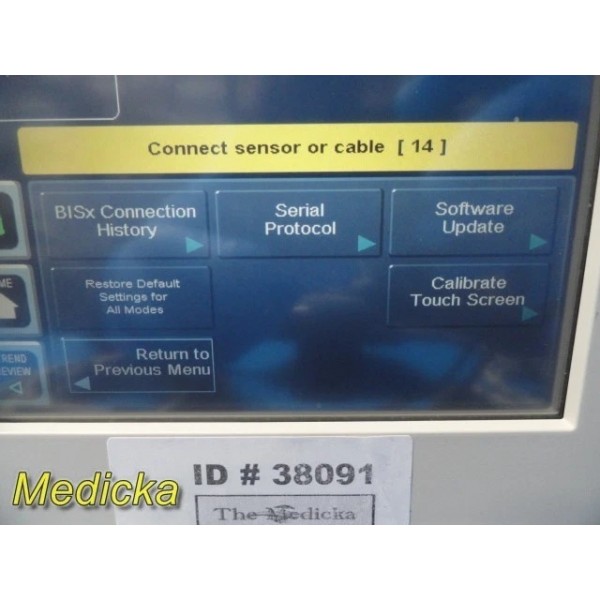 Connect sensor or cable [ 14 ]
BISx Connection
History
Serial
Protocol
Software
Update
Restore Default
Settings for
All Modes
Calibrate
Touch Screen
Return to
Previous Menu
ID # 38091
The Medicka
Medicka